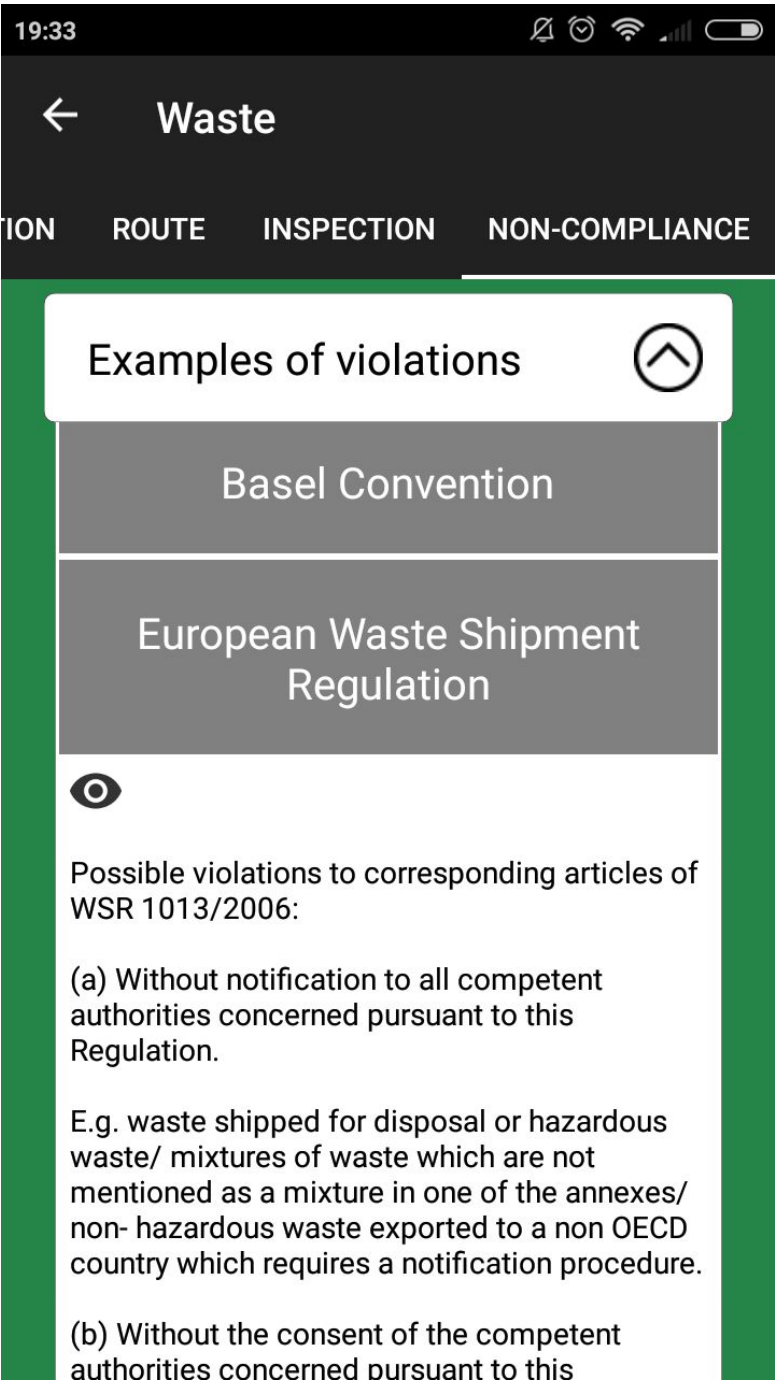 19:33
Waste
TION ROUTE INSPECTION NON-COMPLIANCE
Examples of violations
Basel Convention
European Waste Shipment
Regulation
Possible violations to corresponding articles of
WSR 1013/2006:
(a) Without notification to all competent
authorities concerned pursuant to this
Regulation.
E.g. waste shipped for disposal or hazardous
waste/ mixtures of waste which are not
mentioned as a mixture in one of the annexes/
non- hazardous waste exported to a non OECD
country which requires a notification procedure.
(b) Without the consent of the competent
authorities concerned pursuant to this